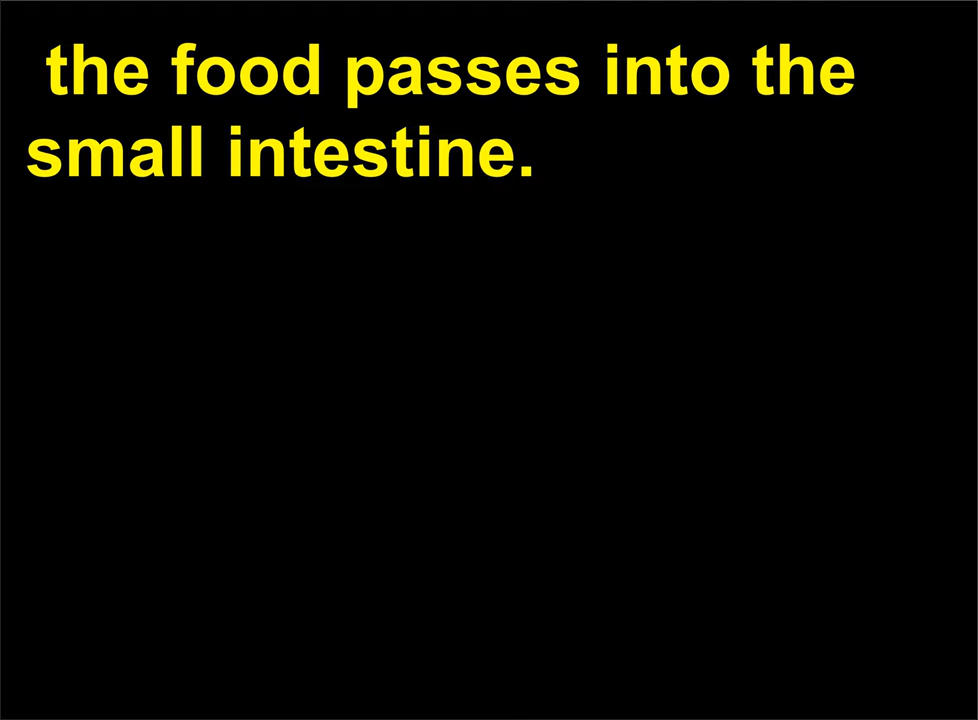 the food passes into the
small intestine.